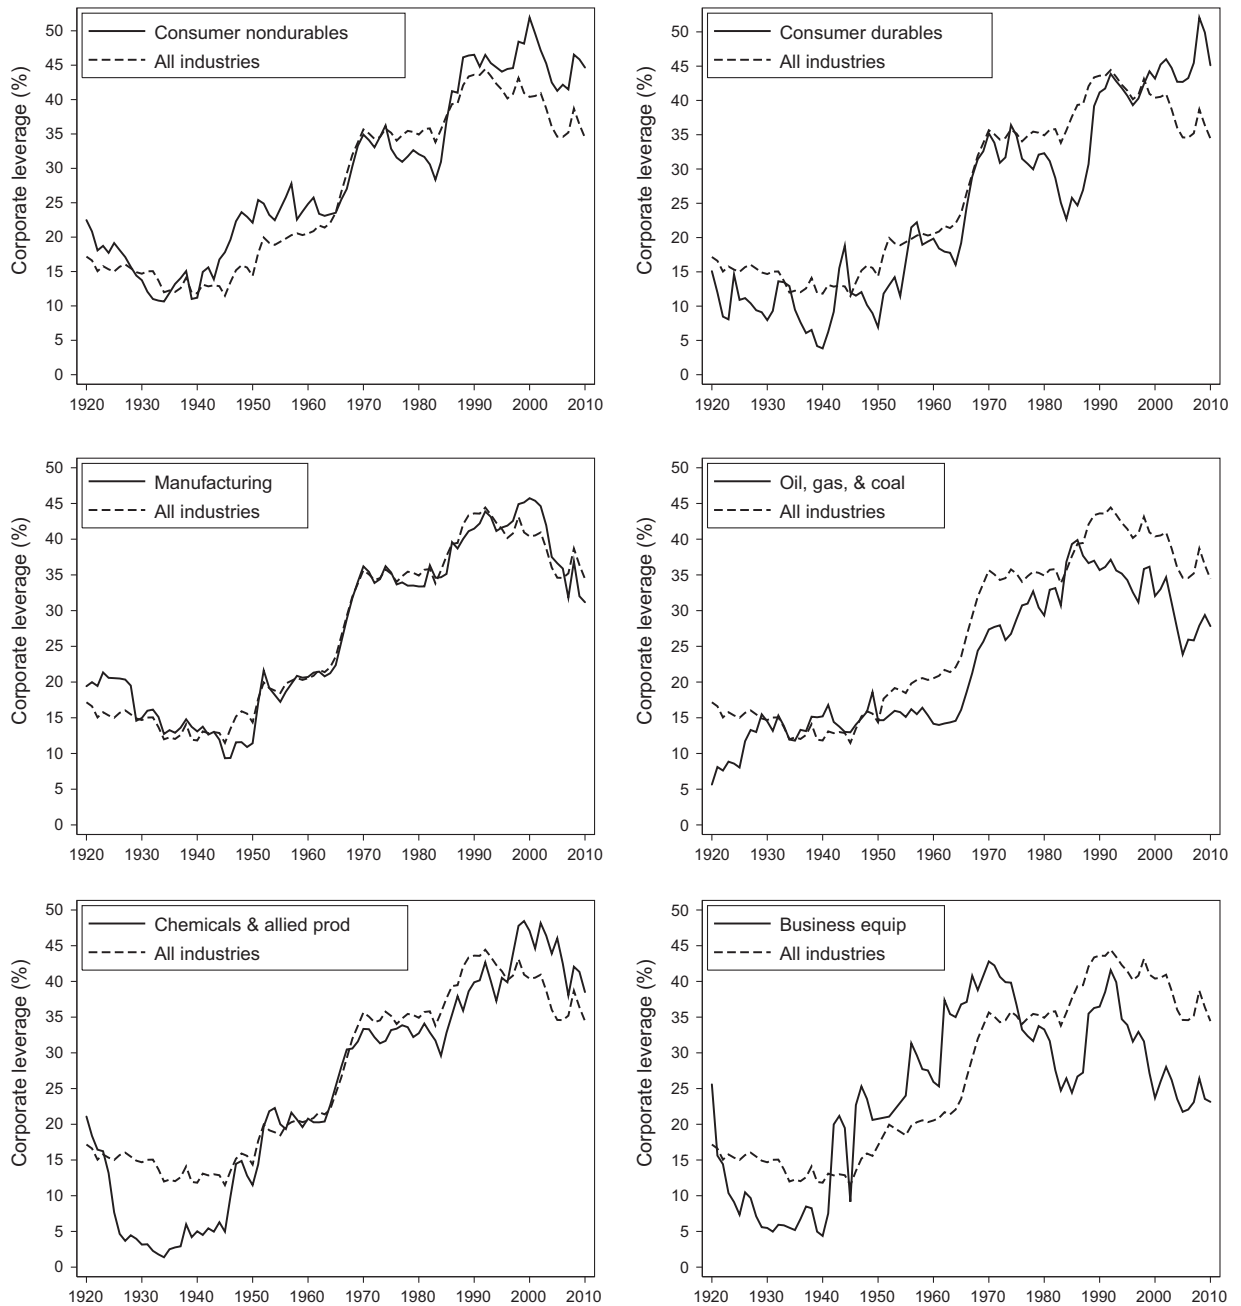 Consumer nondurables
All industries
Corporate leverage (%)
50
45
40
35
30
25
20
15
10
5
0
1920 1930 1940 1950 1960 1970 1980 1990 2000 2010
Consumer durables
All industries
Corporate leverage (%)
50
45
40
35
30
25
20
15
10
5
0
1920 1930 1940 1950 1960 1970 1980 1990 2000 2010
Manufacturing
All industries
Corporate leverage (%)
50
45
40
35
30
25
20
15
10
5
0
1920 1930 1940 1950 1960 1970 1980 1990 2000 2010
Oil, gas, & coal
All industries
Corporate leverage (%)
50
45
40
35
30
25
20
15
10
5
0
1920 1930 1940 1950 1960 1970 1980 1990 2000 2010
Chemicals & allied prod
All industries
Corporate leverage (%)
50
45
40
35
30
25
20
15
10
5
0
1920 1930 1940 1950 1960 1970 1980 1990 2000 2010
Business equip
All industries
Corporate leverage (%)
50
45
40
35
30
25
20
15
10
5
0
1920 1930 1940 1950 1960 1970 1980 1990 2000 2010